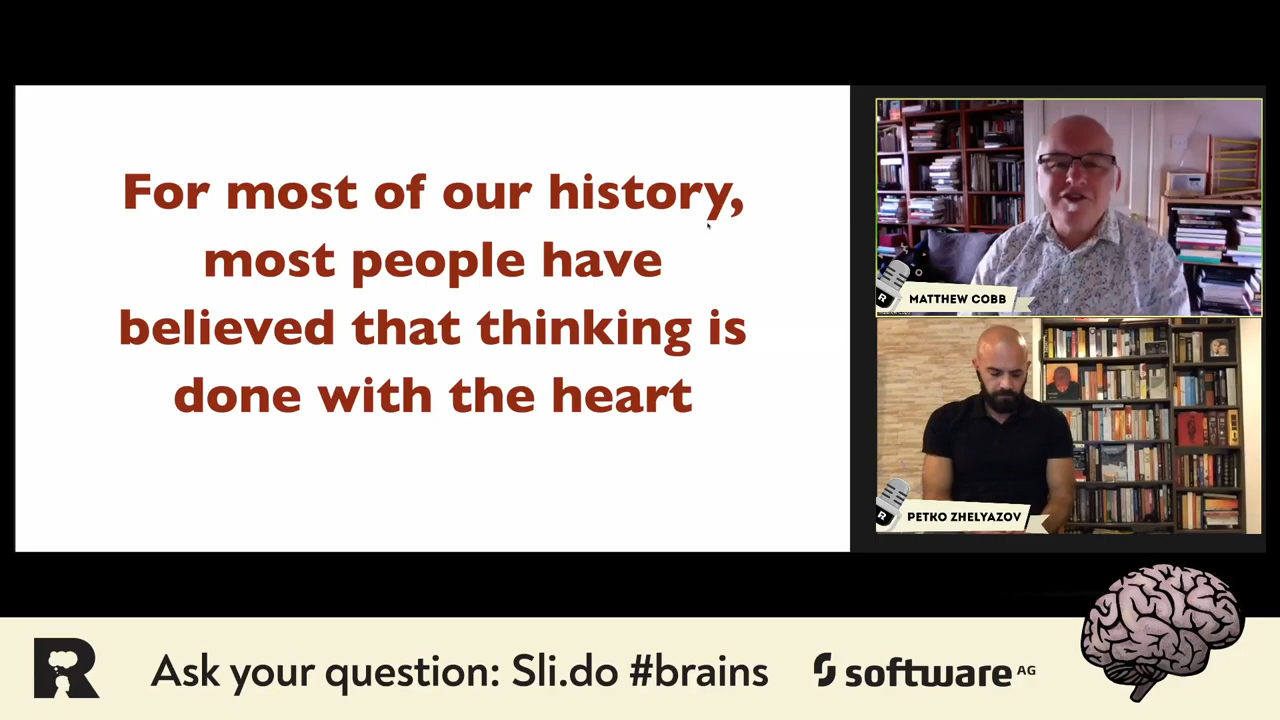 For most of our history,
most people have
believed that thinking is
done with the heart
MATTHEW COBB
R
PETKO ZHELYAZOV
R
R
Ask your question: Sli.do #brains
software AG